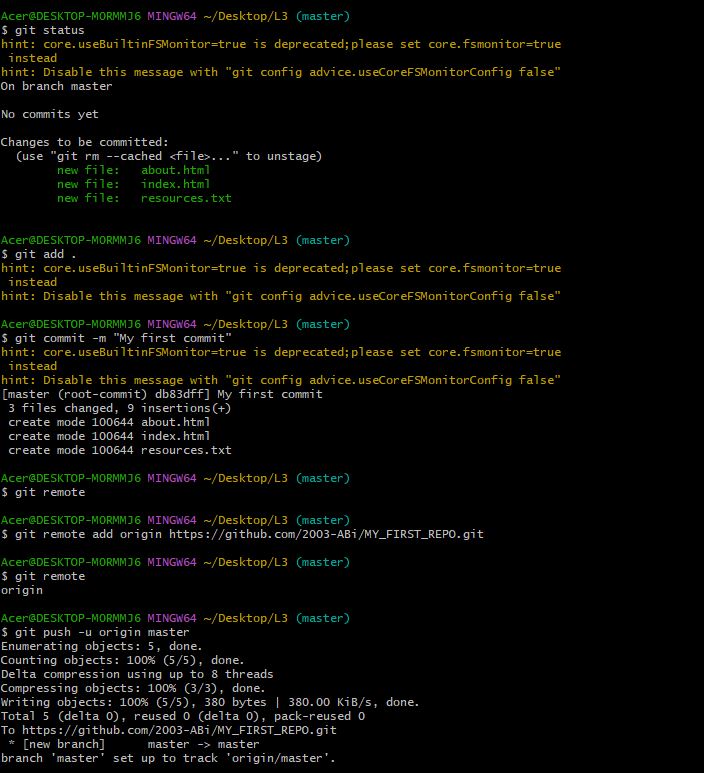 Acer@DESKTOP-MORMMJ6 MINGW64 ~/Desktop/L3 (master)
$ git status
hint: core.useBuiltinFSMonitor=true is deprecated;please set core.fsmonitor=true
 instead
hint: Disable this message with "git config advice.useCoreFSMonitorConfig false"
On branch master

No commits yet

Changes to be committed:
  (use "git rm --cached <file>..." to unstage)
        new file:   about.html
        new file:   index.html
        new file:   resources.txt

Acer@DESKTOP-MORMMJ6 MINGW64 ~/Desktop/L3 (master)
$ git add .
hint: core.useBuiltinFSMonitor=true is deprecated;please set core.fsmonitor=true
 instead
hint: Disable this message with "git config advice.useCoreFSMonitorConfig false"

Acer@DESKTOP-MORMMJ6 MINGW64 ~/Desktop/L3 (master)
$ git commit -m "My first commit"
hint: core.useBuiltinFSMonitor=true is deprecated;please set core.fsmonitor=true
 instead
hint: Disable this message with "git config advice.useCoreFSMonitorConfig false"
[master (root-commit) db83dff] My first commit
 3 files changed, 9 insertions(+)
 create mode 100644 about.html
 create mode 100644 index.html
 create mode 100644 resources.txt

Acer@DESKTOP-MORMMJ6 MINGW64 ~/Desktop/L3 (master)
$ git remote

Acer@DESKTOP-MORMMJ6 MINGW64 ~/Desktop/L3 (master)
$ git remote add origin https://github.com/2003-ABi/MY_FIRST_REPO.git

Acer@DESKTOP-MORMMJ6 MINGW64 ~/Desktop/L3 (master)
$ git remote
origin

Acer@DESKTOP-MORMMJ6 MINGW64 ~/Desktop/L3 (master)
$ git push -u origin master
Enumerating objects: 5, done.
Counting objects: 100% (5/5), done.
Delta compression using up to 8 threads
Compressing objects: 100% (3/3), done.
Writing objects: 100% (5/5), 380 bytes | 380.00 KiB/s, done.
Total 5 (delta 0), reused 0 (delta 0), pack-reused 0
To https://github.com/2003-ABi/MY_FIRST_REPO.git
 * [new branch]      master -> master
branch 'master' set up to track 'origin/master'.